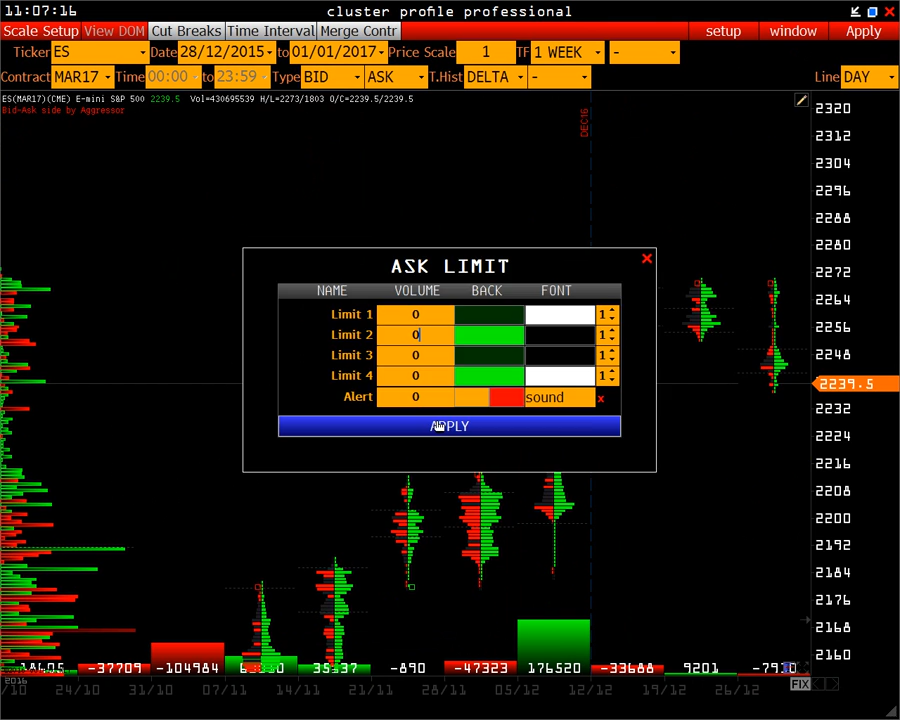 11:07:16 cluster profile professional
Scale Setup View DOM Cut Breaks Time Interval Merge Contr setup window Apply
Ticker ES Date 28/12/2015 to 01/01/2017 Price Scale 1 TF 1 WEEK -
Contract MAR17 Time 00:00 to 23:59 Type BID ASK T.Hist DELTA - Line DAY
ES(MAR17)(CME) E-mini S&P 500 2239.5 Vol=430695539 H/L=2273/1803 O/C=2239.5/2239.5
Bid-Ask side by Aggressor
DEC16
2320
2312
2304
2296
2288
2280
2272
2264
2256
2248
2239.5
2232
2224
2216
2208
2200
2192
2184
2176
2168
2160
ASK LIMIT
NAME VOLUME BACK FONT
Limit 1 0 1
Limit 2 0 1
Limit 3 0 1
Limit 4 0 1
Alert 0 sound x
APPLY
-37709 -104984 35137 -890 -47323 176520 -33688 9201
2016
/10 24/10 31/10 07/11 14/11 21/11 28/11 05/12 12/12 19/12 26/12 FIX